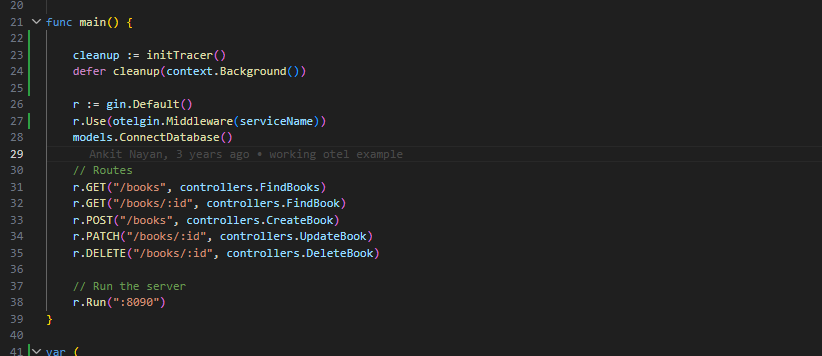 20
21 func main() {
22
23 cleanup := initTracer()
24 defer cleanup(context.Background())
25
26 r := gin.Default()
27 r.Use(otelgin.Middleware(serviceName))
28 models.ConnectDatabase()
29 Ankit Nayan, 3 years ago • working otel example
30 // Routes
31 r.GET("/books", controllers.FindBooks)
32 r.GET("/books/:id", controllers.FindBook)
33 r.POST("/books", controllers.CreateBook)
34 r.PATCH("/books/:id", controllers.UpdateBook)
35 r.DELETE("/books/:id", controllers.DeleteBook)
36
37 // Run the server
38 r.Run(":8090")
39 }
40
41 var (